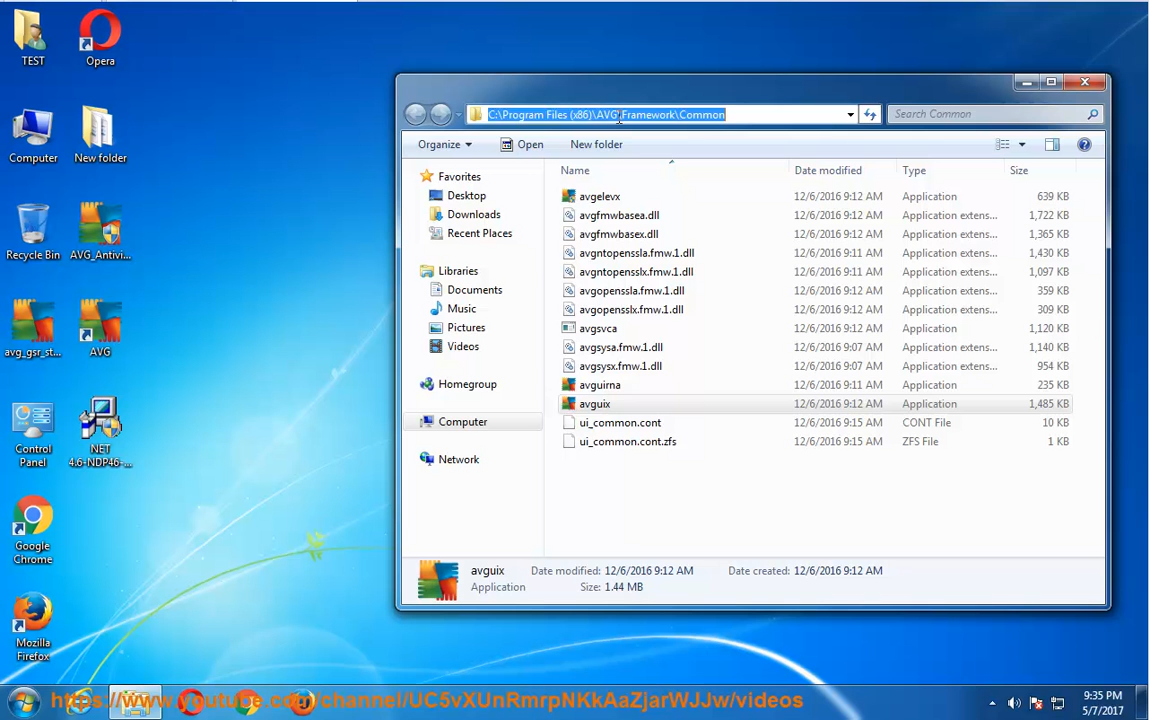 TEST
Opera
Computer
New folder
Recycle Bin
AVG_Antivi...
avg_gsr_st...
AVG
Control
Panel
NET
4.6-NDP46-...
Google
Chrome
Mozilla
Firefox
C:\Program Files (x86)\AVG\Framework\Common
Search Common
Organize
Open
New folder
Favorites
Desktop
Downloads
Recent Places
Libraries
Documents
Music
Pictures
Videos
Homegroup
Computer
Network
Name Date modified Type Size
avgelevx 12/6/2016 9:12 AM Application 639 KB
avgfmwbasea.dll 12/6/2016 9:12 AM Application extens... 1,722 KB
avgfmwbasex.dll 12/6/2016 9:12 AM Application extens... 1,365 KB
avgntopenssla.fmw.1.dll 12/6/2016 9:11 AM Application extens... 1,430 KB
avgntopensslx.fmw.1.dll 12/6/2016 9:11 AM Application extens... 1,097 KB
avgopenssla.fmw.1.dll 12/6/2016 9:11 AM Application extens... 359 KB
avgopensslx.fmw.1.dll 12/6/2016 9:11 AM Application extens... 309 KB
avgsvca 12/6/2016 9:12 AM Application 1,120 KB
avgsysa.fmw.1.dll 12/6/2016 9:07 AM Application extens... 1,140 KB
avgsysx.fmw.1.dll 12/6/2016 9:07 AM Application extens... 954 KB
avguirna 12/6/2016 9:11 AM Application 235 KB
avguix 12/6/2016 9:12 AM Application 1,485 KB
ui_common.cont 12/6/2016 9:15 AM CONT File 10 KB
ui_common.cont.zfs 12/6/2016 9:15 AM ZFS File 1 KB
avguix Date modified: 12/6/2016 9:12 AM Date created: 12/6/2016 9:12 AM
Application Size: 1.44 MB
https://www.youtube.com/channel/UC5vXUnRmrpNKkAaZjarWJJw/videos
9:35 PM
5/7/2017